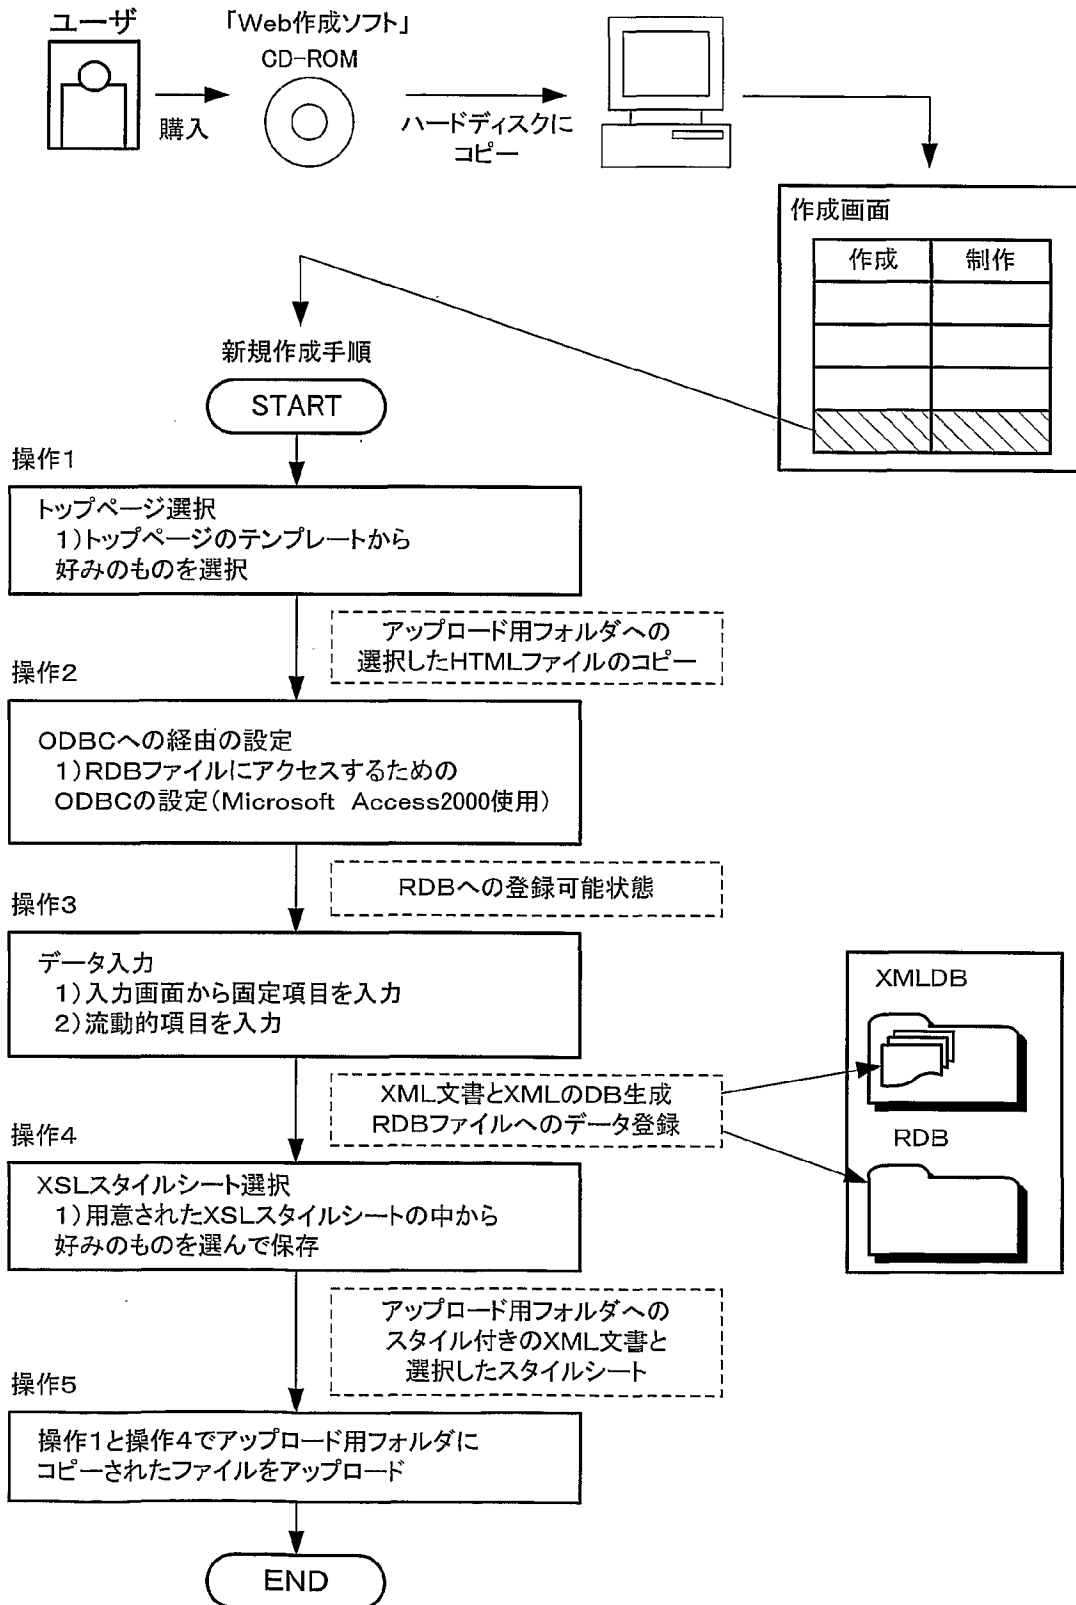 ユーザ
「Web作成ソフト」
CD-ROM
購入
ハードディスクに
コピー
作成画面
作成
制作
新規作成手順
START
操作1
トップページ選択
1)トップページのテンプレートから
好みのものを選択
アップロード用フォルダへの
選択したHTMLファイルのコピー
操作2
ODBCへの経由の設定
1)RDBファイルにアクセスするための
ODBCの設定(Microsoft Access2000使用)
RDBへの登録可能状態
操作3
データ入力
1)入力画面から固定項目を入力
2)流動的項目を入力
XML文書とXMLのDB生成
RDBファイルへのデータ登録
XMLDB
RDB
操作4
XSLスタイルシート選択
1)用意されたXSLスタイルシートの中から
好みのものを選んで保存
アップロード用フォルダへの
スタイル付きのXML文書と
選択したスタイルシート
操作5
操作1と操作4でアップロード用フォルダに
コピーされたファイルをアップロード
END